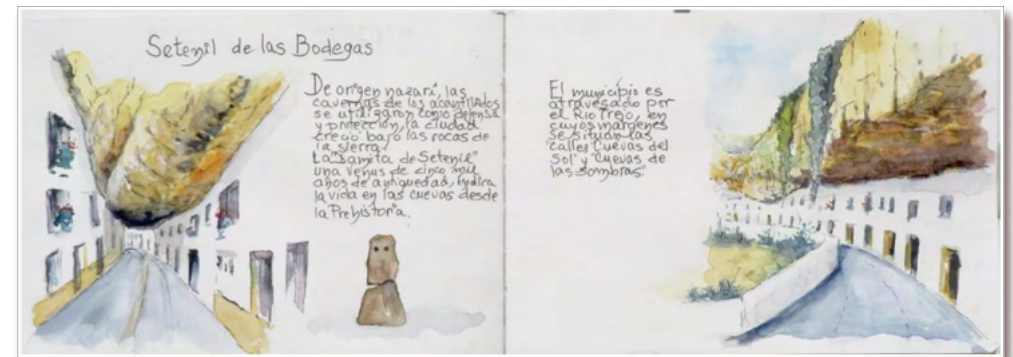 Setenil de las Bodegas
De origen nazarí, las
cavernas de los acantilados
se utilizaron como defensa
y protección, la ciudad
creció bajo las rocas de
la sierra.
La "Damita de Setenil"
una venus de cinco mil
años de antigüedad, indica
la vida en las cuevas desde
la Prehistoria.
El municipio es
atravesado por
el Rio Trejo, en
cuyos márgenes
se sitúan las
calles "Cuevas del
Sol" y "Cuevas de
las sombras"